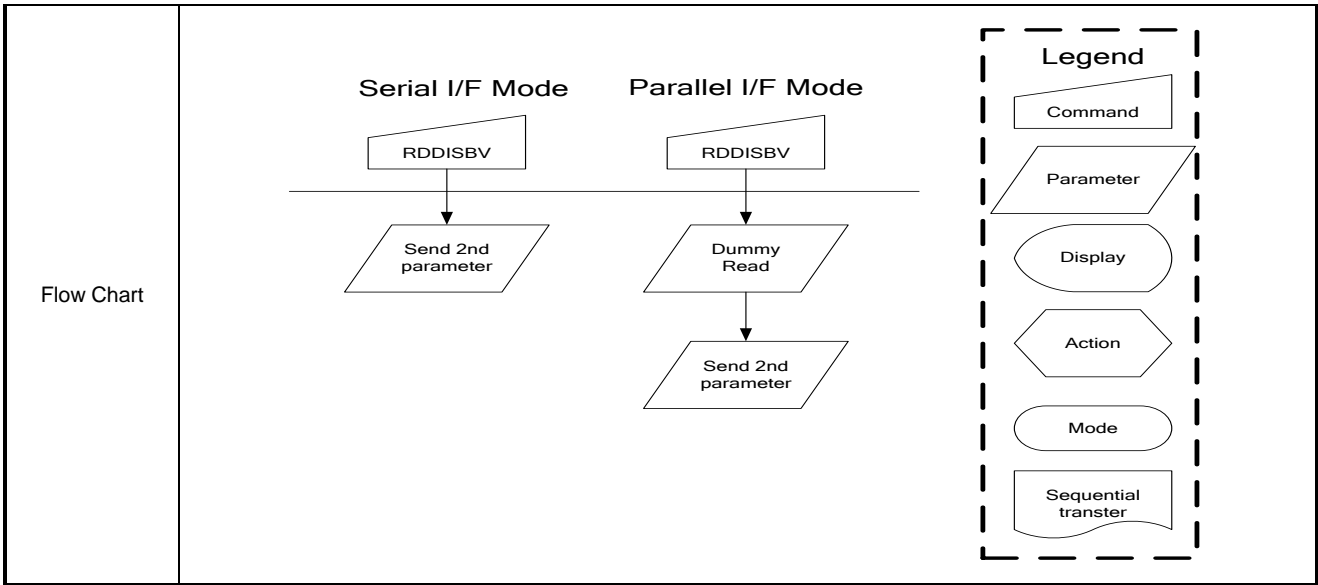 Flow Chart
Serial I/F Mode
RDDISBV
Send 2nd
parameter
Parallel I/F Mode
RDDISBV
Dummy
Read
Send 2nd
parameter
Legend
Command
Parameter
Display
Action
Mode
Sequential
transter